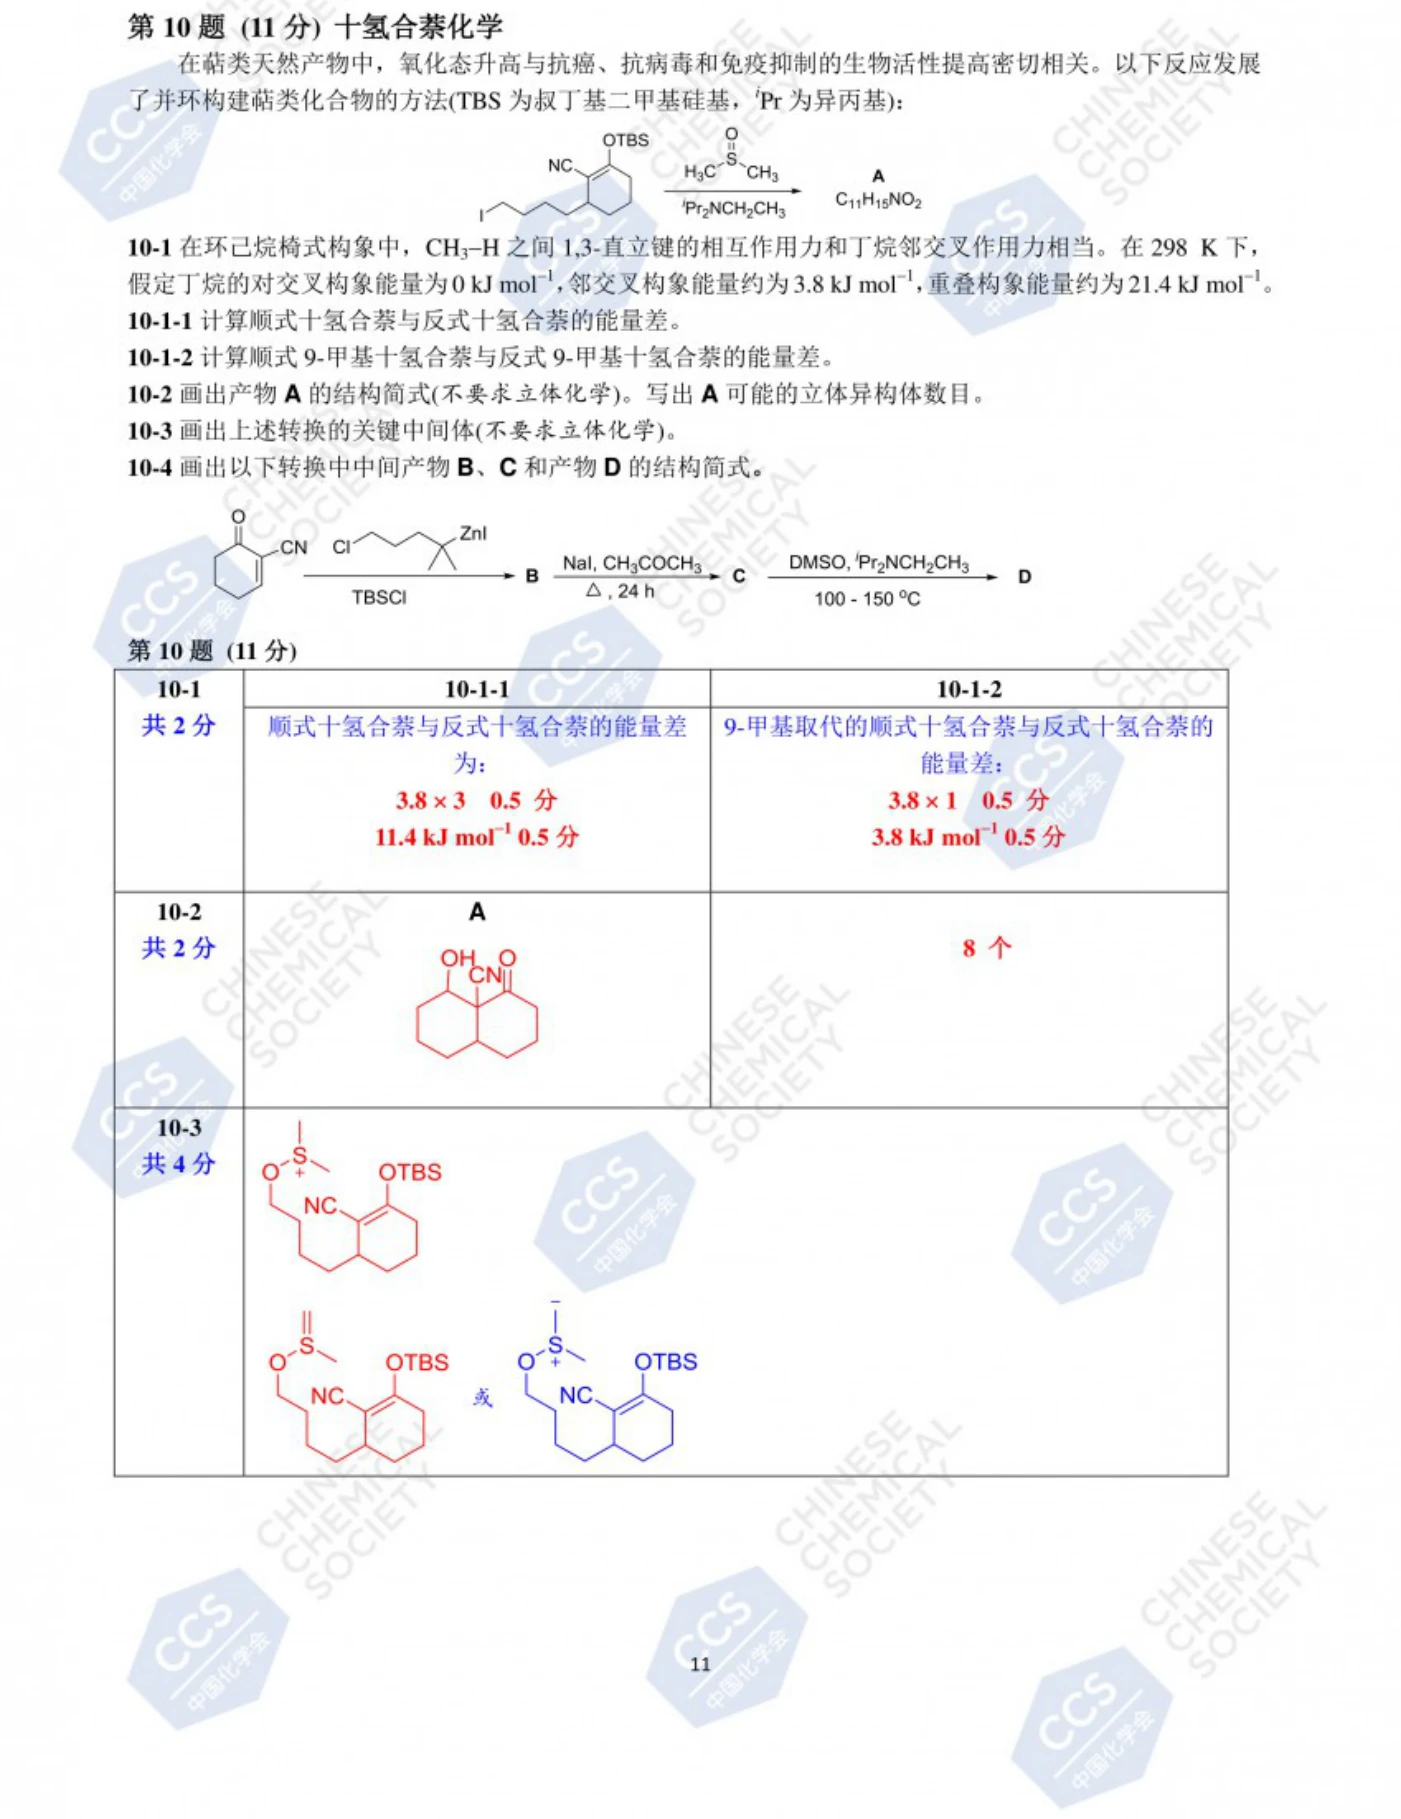 第 10 题 (11 分) 十氢合萘化学
在萜类天然产物中，氧化态升高与抗癌、抗病毒和免疫抑制的生物活性提高密切相关。以下反应发展
了并环构建萜类化合物的方法(TBS 为叔丁基二甲基硅基，iPr 为异丙基)：
OTBS
NC
I
O
S
H3C CH3
iPr2NCH2CH3
A
C11H15NO2
10-1 在环己烷椅式构象中，CH3−H 之间 1,3-直立键的相互作用力和丁烷邻交叉作用力相当。在 298 K 下，
假定丁烷的对交叉构象能量为 0 kJ mol−1，邻交叉构象能量约为 3.8 kJ mol−1，重叠构象能量约为 21.4 kJ mol−1。
10-1-1 计算顺式十氢合萘与反式十氢合萘的能量差。
10-1-2 计算顺式 9-甲基十氢合萘与反式 9-甲基十氢合萘的能量差。
10-2 画出产物 A 的结构简式(不要求立体化学)。写出 A 可能的立体异构体数目。
10-3 画出上述转换的关键中间体(不要求立体化学)。
10-4 画出以下转换中中间产物 B、C 和产物 D 的结构简式。
O
CN
Cl
ZnI
TBSCl
B
NaI, CH3COCH3
△ , 24 h
C
DMSO, iPr2NCH2CH3
100 - 150 oC
D
第 10 题 (11 分)
10-1
共 2 分
10-1-1
10-1-2
顺式十氢合萘与反式十氢合萘的能量差
为：
3.8 × 3 0.5 分
11.4 kJ mol−1 0.5 分
9-甲基取代的顺式十氢合萘与反式十氢合萘的
能量差：
3.8 × 1 0.5 分
3.8 kJ mol−1 0.5 分
10-2
共 2 分
A
OH
CN
O
8 个
10-3
共 4 分
S
+
O
OTBS
NC
S
O
OTBS
NC
或
−
S
+
O
OTBS
NC
11
CCS
中国化学会
CHINESE
CHEMICAL
SOCIETY